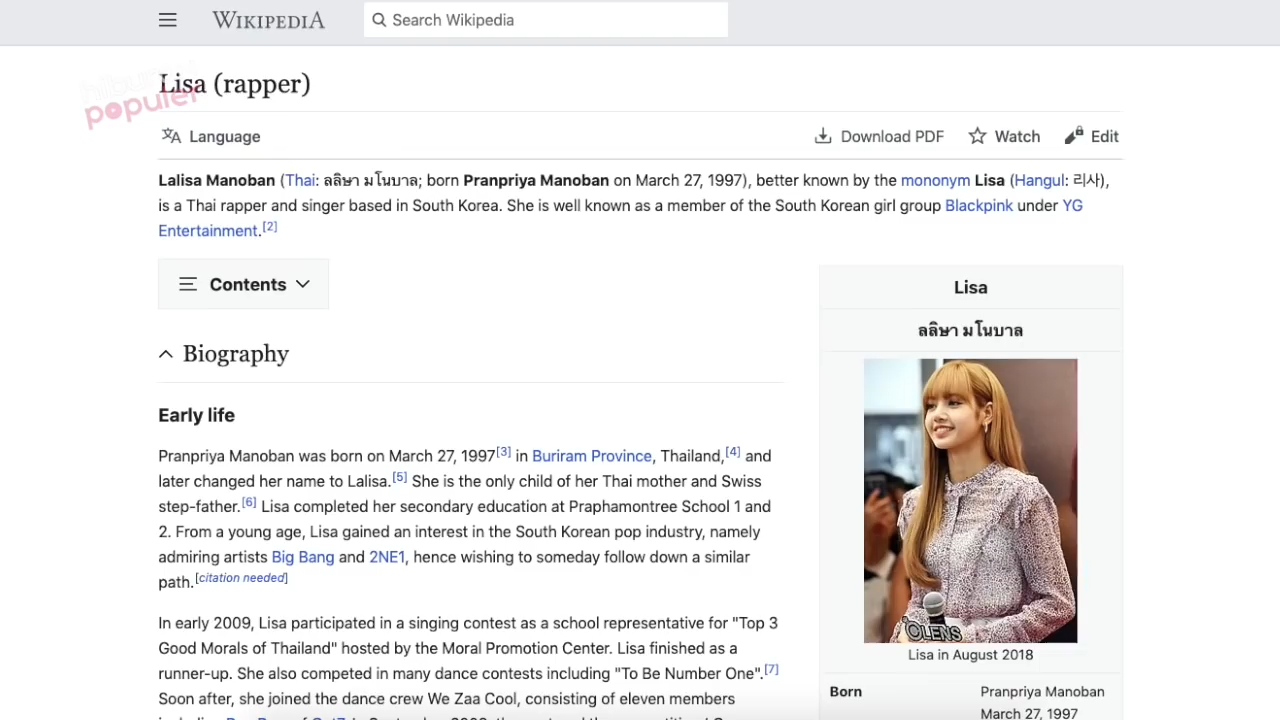 WIKIPEDIA
Search Wikipedia
Lisa (rapper)
populer
Language
Download PDF
Watch
Edit
Lalisa Manoban (Thai: ลลิษา มโนบาล; born Pranpriya Manoban on March 27, 1997), better known by the mononym Lisa (Hangul: 리사),
is a Thai rapper and singer based in South Korea. She is well known as a member of the South Korean girl group Blackpink under YG
Entertainment.[2]
Contents
Biography
Early life
Pranpriya Manoban was born on March 27, 1997[3] in Buriram Province, Thailand,[4] and
later changed her name to Lalisa.[5] She is the only child of her Thai mother and Swiss
step-father.[6] Lisa completed her secondary education at Praphamontree School 1 and
2. From a young age, Lisa gained an interest in the South Korean pop industry, namely
admiring artists Big Bang and 2NE1, hence wishing to someday follow down a similar
path.[citation needed]
In early 2009, Lisa participated in a singing contest as a school representative for "Top 3
Good Morals of Thailand" hosted by the Moral Promotion Center. Lisa finished as a
runner-up. She also competed in many dance contests including "To Be Number One".[7]
Soon after, she joined the dance crew We Zaa Cool, consisting of eleven members
Lisa
ลลิษา มโนบาล
OLENS
Lisa in August 2018
Born
Pranpriya Manoban
March 27, 1997